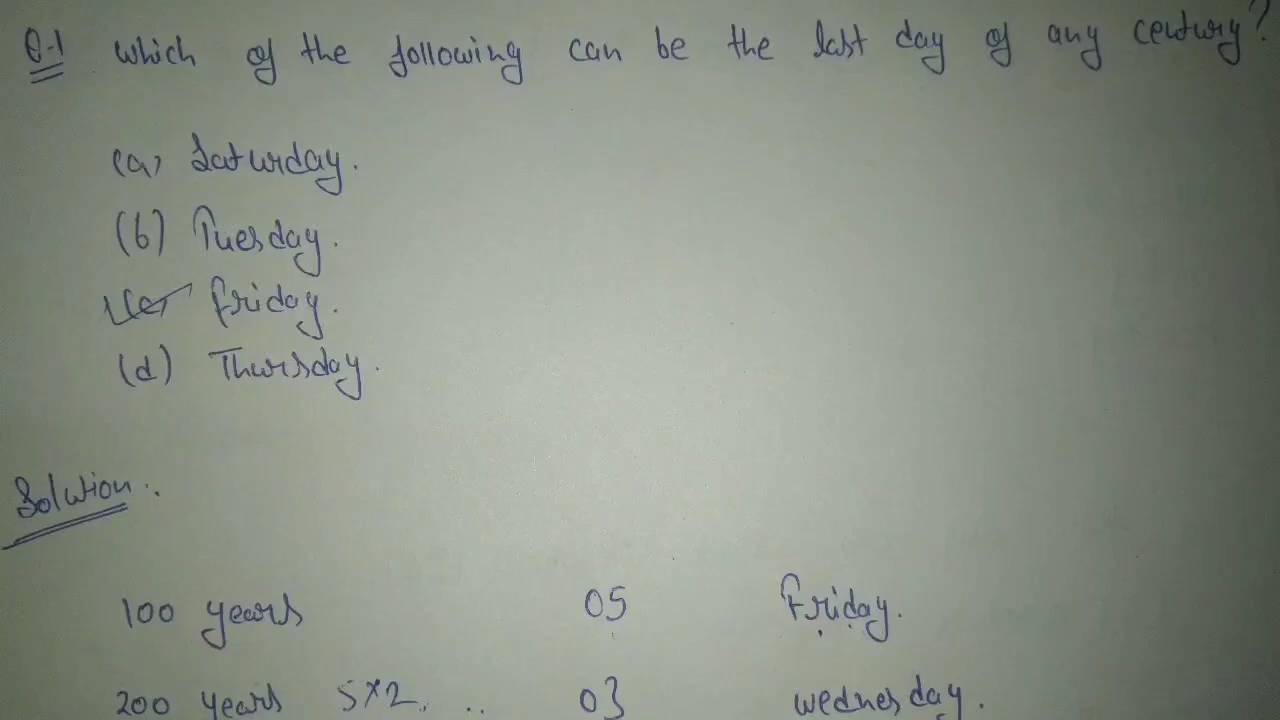 Q-1 Which of the following can be the last day of any century?
(a) Saturday.
(b) Tuesday.
(c) friday.
(d) Thursday.
Solution:
100 years 05 Friday.
200 years 5×2. .. 03 wednesday.